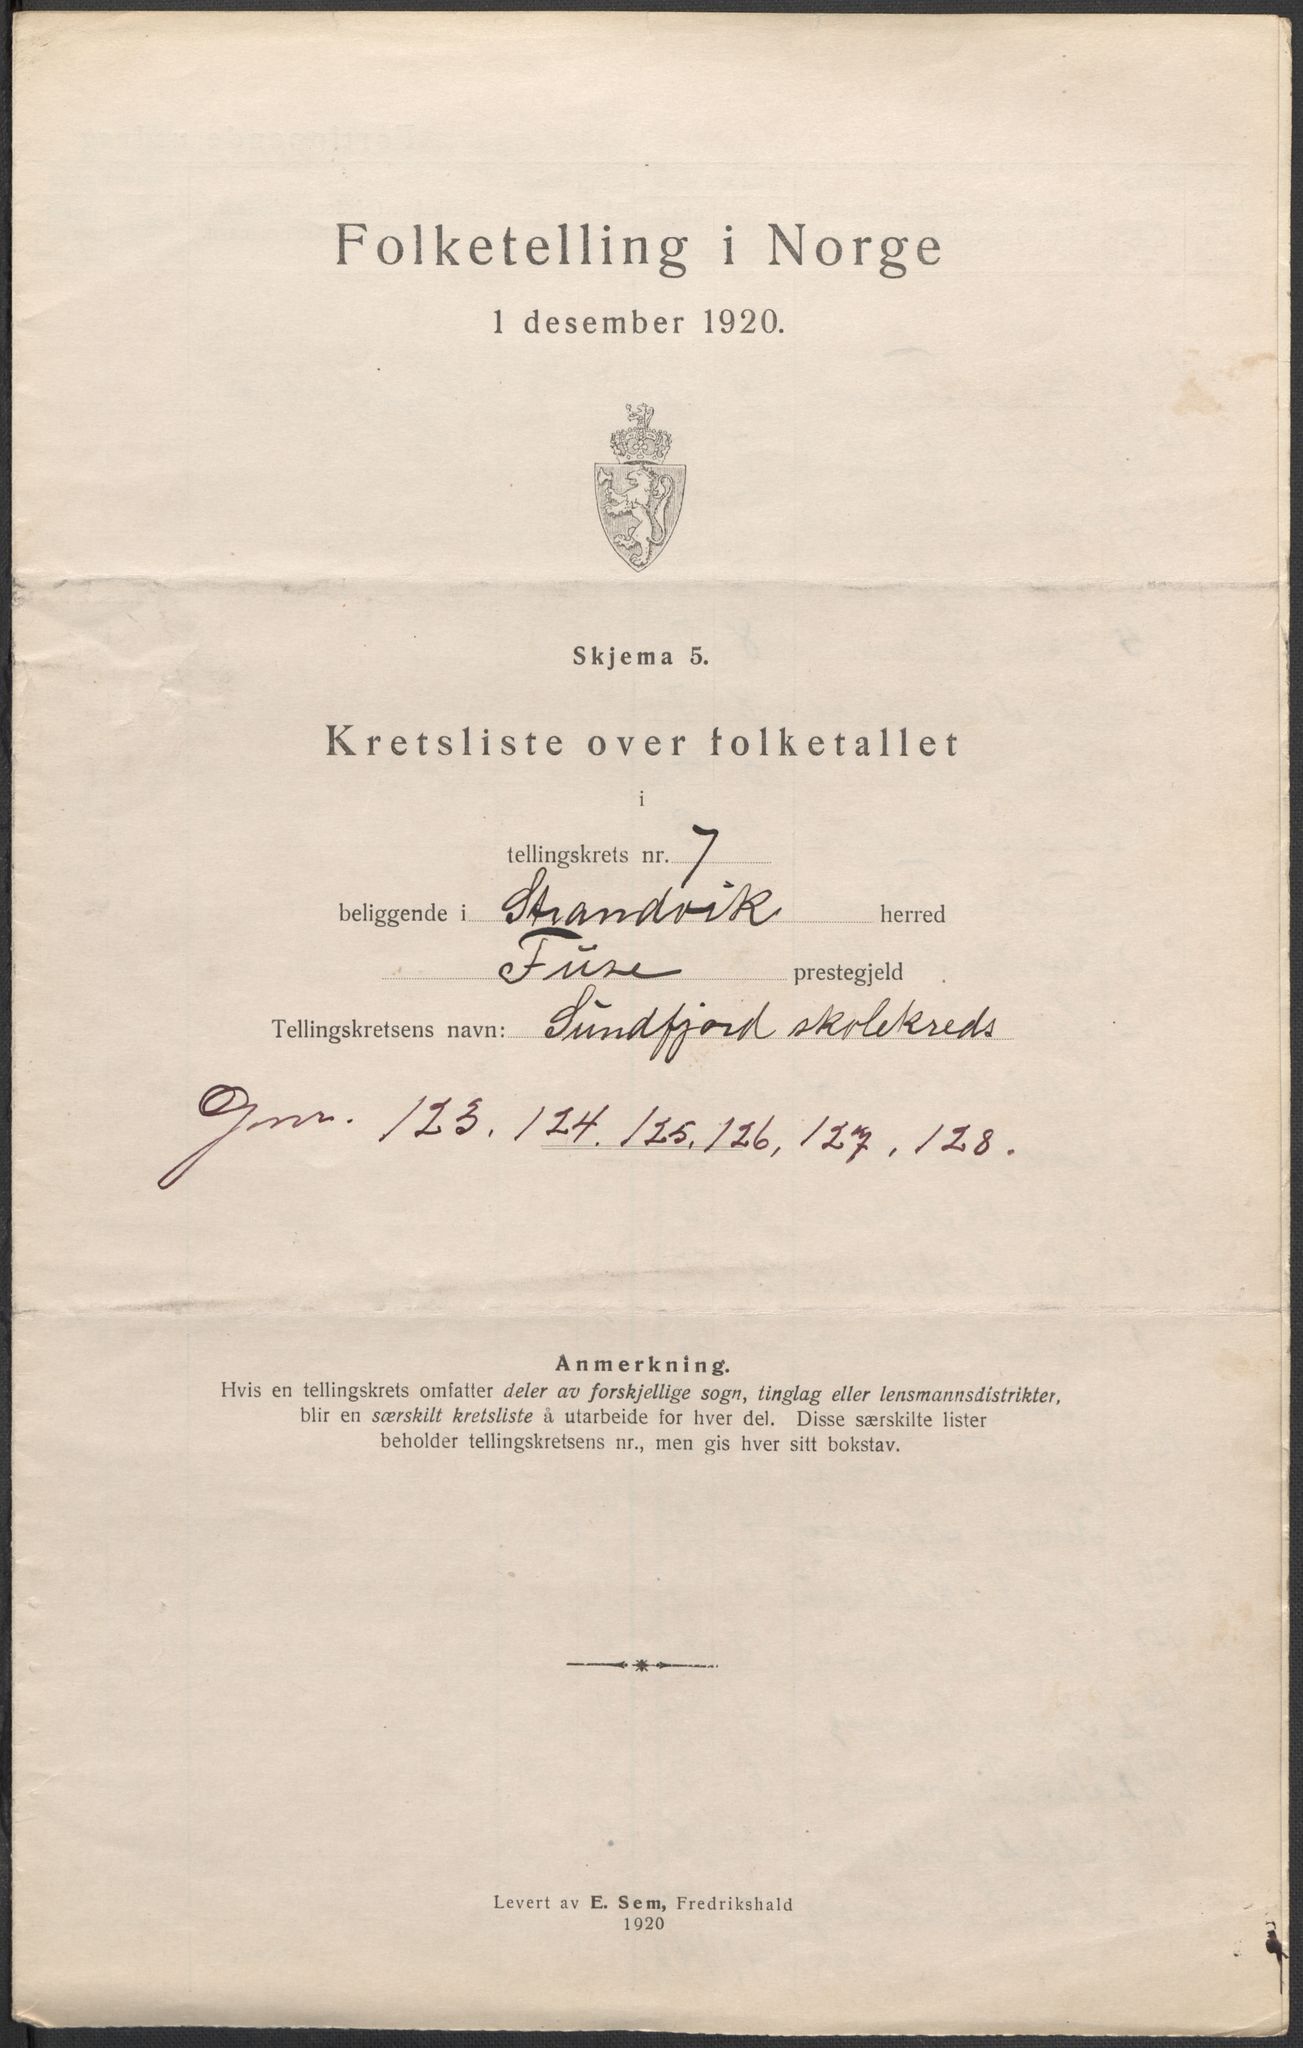 Folketelling i Norge
1 desember 1920.
Skjema 5.
Kretsliste over folketallet
i
tellingskrets nr. 7
beliggende i Strandvik herred
Fuse prestegjeld
Tellingskretsens navn: Sundfjord skolekreds
Gnr. 123. 124. 125. 126, 127, 128.
Anmerkning.
Hvis en tellingskrets omfatter deler av forskjellige sogn, tinglag eller lensmannsdistrikter,
blir en særskilt kretsliste å utarbeide for hver del. Disse særskilte lister
beholder tellingskretsens nr., men gis hver sitt bokstav.
Levert av E. Sem, Fredrikshald
1920